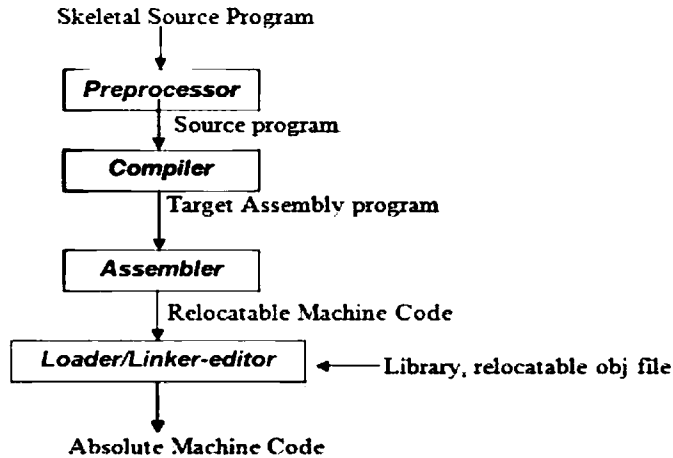 Skeletal Source Program
Preprocessor
Source program
Compiler
Target Assembly program
Assembler
Relocatable Machine Code
Loader/Linker-editor
Library, relocatable obj file
Absolute Machine Code